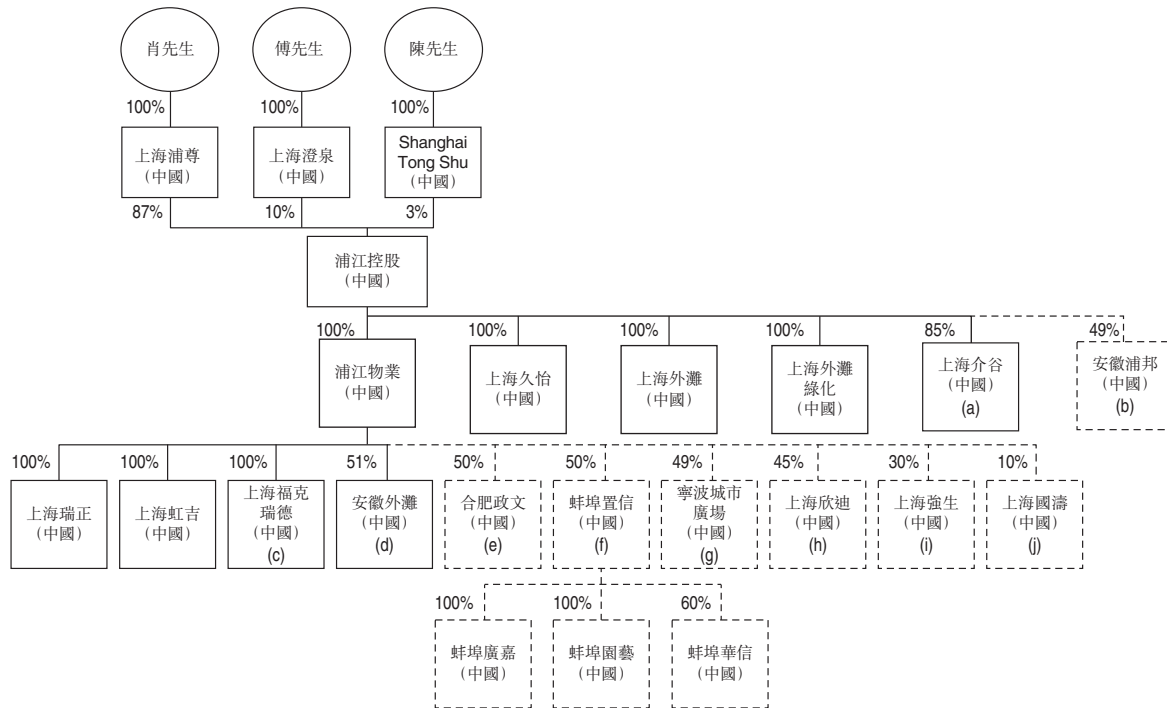 肖先生
傅先生
陳先生
100%
100%
100%
上海浦尊
（中國）
上海澄泉
（中國）
Shanghai
Tong Shu
（中國）
87%
10%
3%
浦江控股
（中國）
100%
100%
100%
100%
85%
49%
浦江物業
（中國）
上海久怡
（中國）
上海外灘
（中國）
上海外灘
綠化
（中國）
上海介谷
（中國）
(a)
安徽浦邦
（中國）
(b)
100%
100%
100%
51%
50%
50%
49%
45%
30%
10%
上海瑞正
（中國）
上海虹吉
（中國）
上海福克
瑞德
（中國）
(c)
安徽外灘
（中國）
(d)
合肥政文
（中國）
(e)
蚌埠置信
（中國）
(f)
寧波城市
廣場
（中國）
(g)
上海欣迪
（中國）
(h)
上海強生
（中國）
(i)
上海國濤
（中國）
(j)
100%
100%
60%
蚌埠廣嘉
（中國）
蚌埠園藝
（中國）
蚌埠華信
（中國）